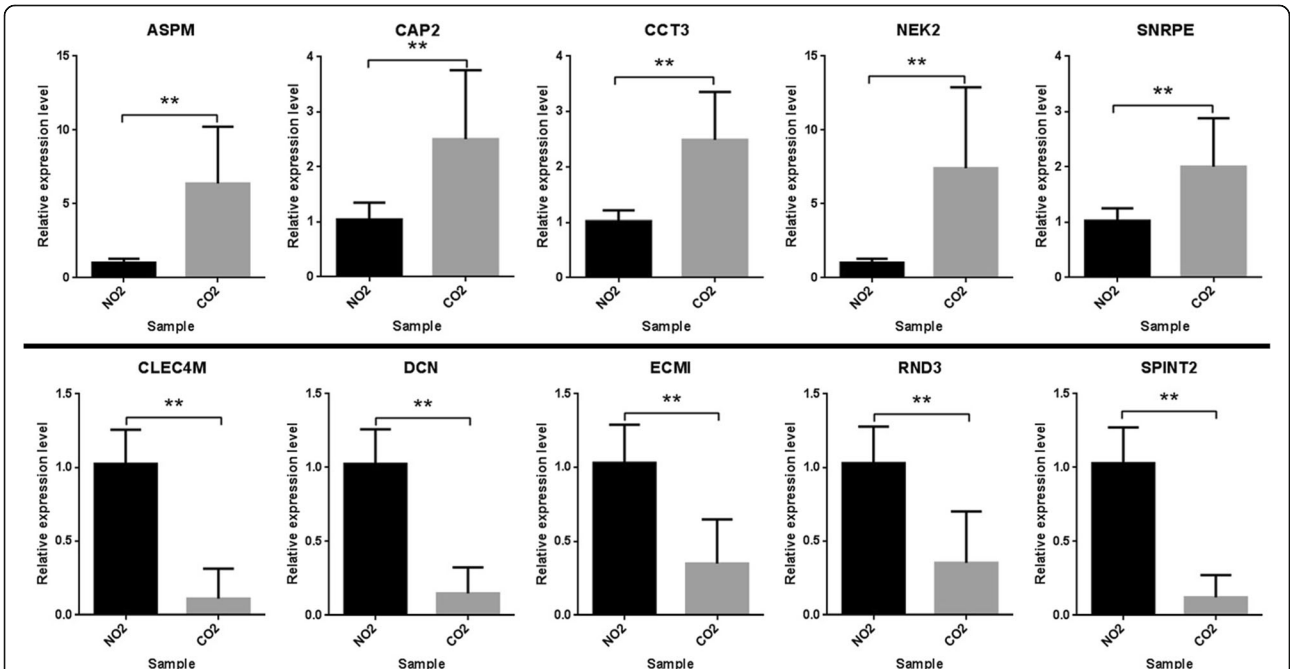 ASPM
CAP2
CCT3
NEK2
SNRPE
Relative expression level
15
10
5
0
**
NO2
CO2
Sample
Relative expression level
4
3
2
1
0
**
NO2
CO2
Sample
Relative expression level
4
3
2
1
0
**
NO2
CO2
Sample
Relative expression level
15
10
5
0
**
NO2
CO2
Sample
Relative expression level
4
3
2
1
0
**
NO2
CO2
Sample
CLEC4M
DCN
ECMI
RND3
SPINT2
Relative expression level
1.5
1.0
0.5
0.0
**
NO2
CO2
Sample
Relative expression level
1.5
1.0
0.5
0.0
**
NO2
CO2
Sample
Relative expression level
1.5
1.0
0.5
0.0
**
NO2
CO2
Sample
Relative expression level
1.5
1.0
0.5
0.0
**
NO2
CO2
Sample
Relative expression level
1.5
1.0
0.5
0.0
**
NO2
CO2
Sample